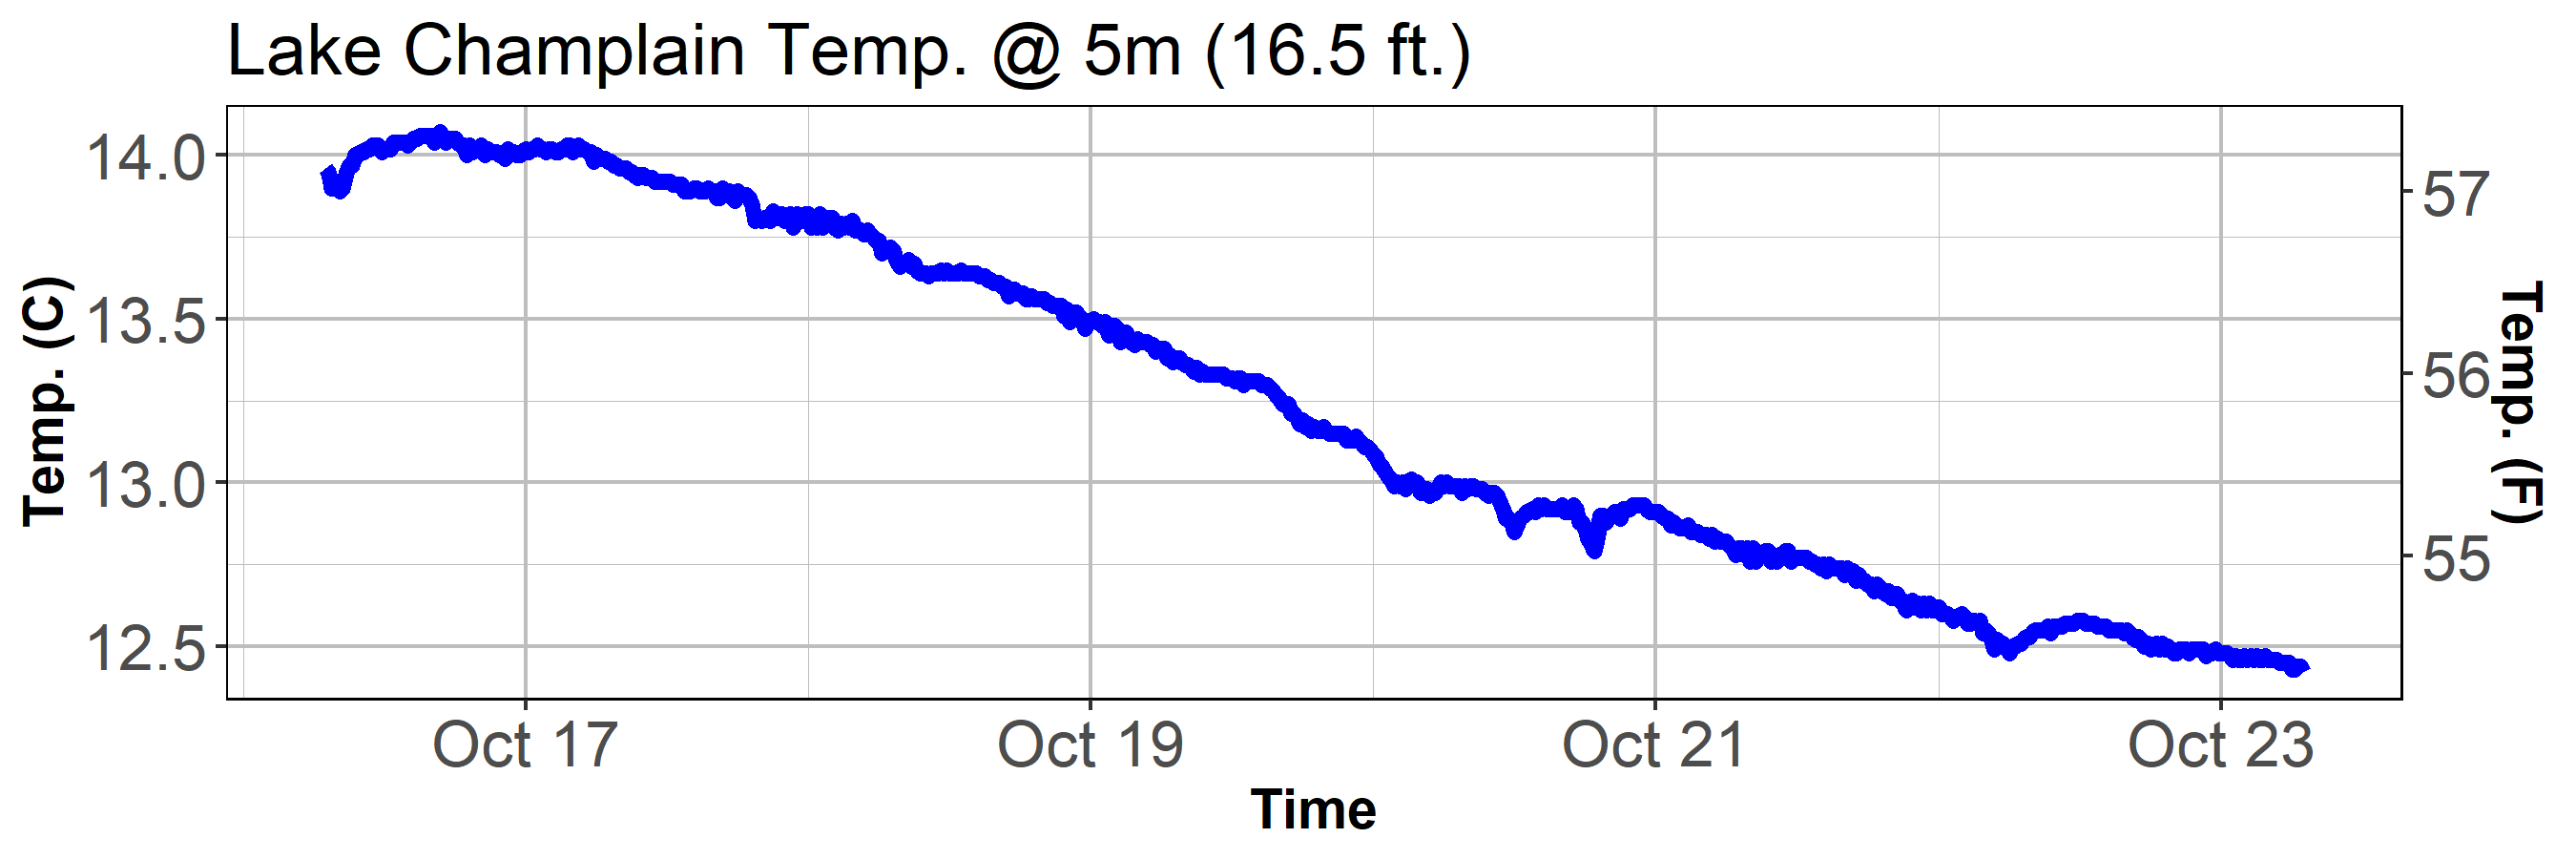 Lake Champlain Temp. @ 5m (16.5 ft.)
Temp. (C)
14.0
13.5
13.0
12.5
57
56
55
Temp. (F)
Oct 17 Oct 19 Oct 21 Oct 23
Time